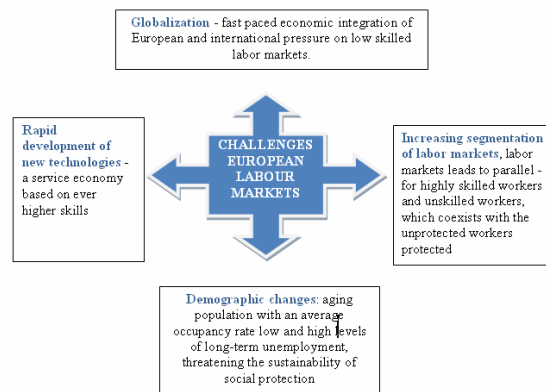 Globalization - fast paced economic integration of
European and international pressure on low skilled
labor markets.
Rapid
development of
new technologies -
a service economy
based on ever
higher skills
CHALLENGES
EUROPEAN
LABOUR
MARKETS
Increasing segmentation
of labor markets, labor
markets leads to parallel -
for highly skilled workers
and unskilled workers,
which coexists with the
unprotected workers
protected
Demographic changes: aging
population with an average
occupancy rate low and high levels
of long-term unemployment,
threatening the sustainability of
social protection